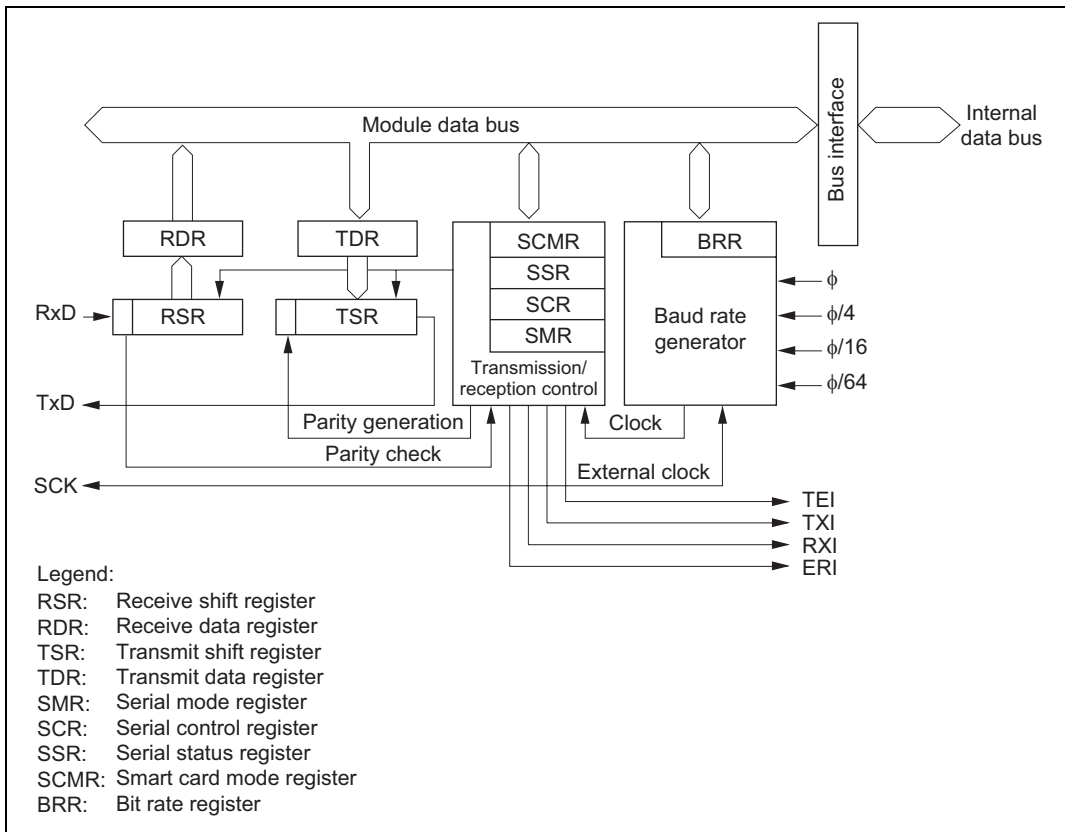 Module data bus
Bus interface
Internal
data bus
RDR
TDR
SCMR
BRR
SSR
φ
RxD
RSR
TSR
SCR
Baud rate
generator
φ/4
SMR
φ/16
Transmission/
reception control
φ/64
TxD
Parity generation
Clock
Parity check
SCK
External clock
TEI
TXI
RXI
ERI
Legend:
RSR: Receive shift register
RDR: Receive data register
TSR: Transmit shift register
TDR: Transmit data register
SMR: Serial mode register
SCR: Serial control register
SSR: Serial status register
SCMR: Smart card mode register
BRR: Bit rate register